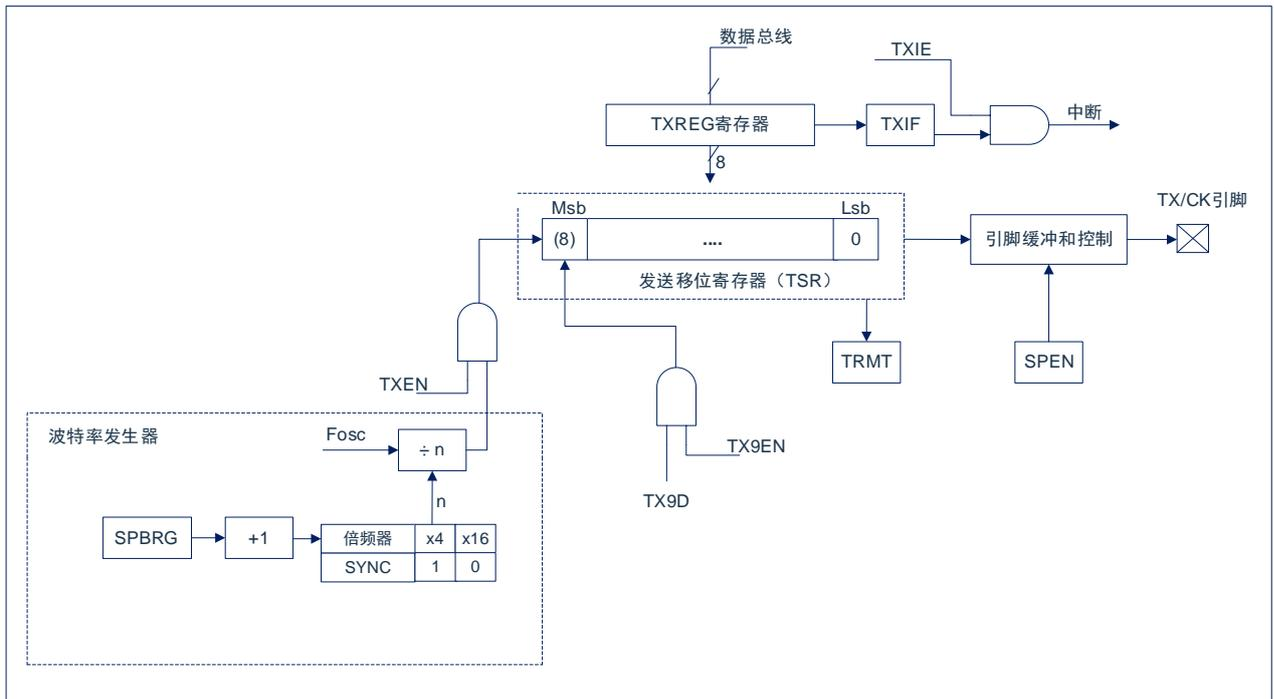 数据总线
TXIE
TXREG寄存器
TXIF
中断
8
Msb
Lsb
TX/CK引脚
(8)
....
0
引脚缓冲和控制
发送移位寄存器（TSR）
TRMT
SPEN
TXEN
波特率发生器
Fosc
÷ n
TX9EN
n
TX9D
SPBRG
+1
倍频器 x4 x16
SYNC 1 0